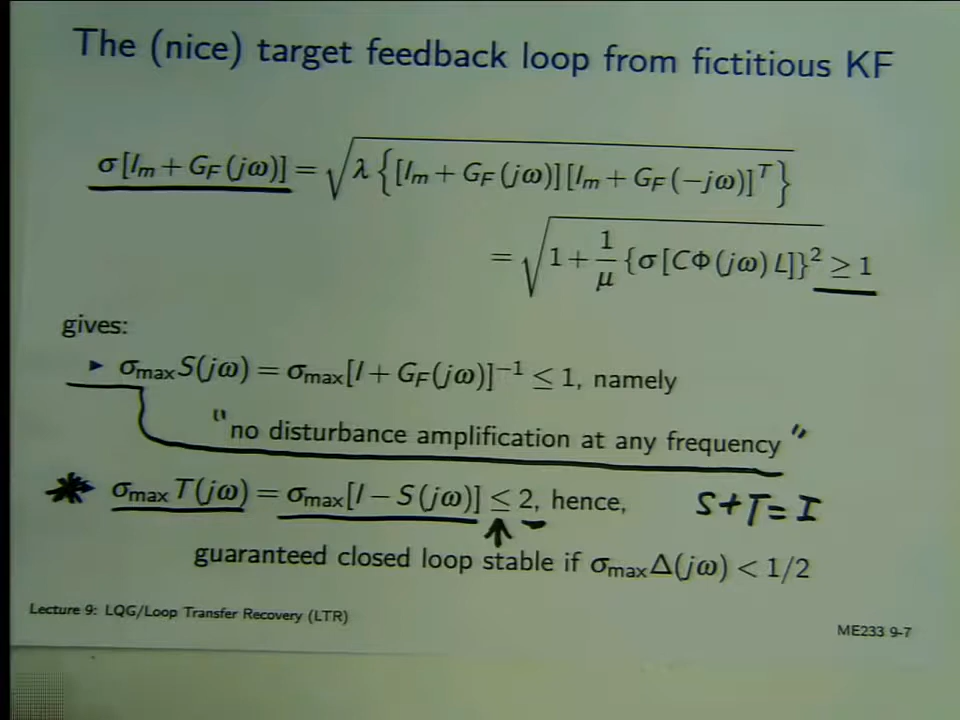 The (nice) target feedback loop from fictitious KF
σ[I_m + G_F(jω)] = √λ{[I_m + G_F(jω)][I_m + G_F(−jω)]^T}
= √1 + 1/μ {σ[CΦ(jω)L]}² ≥ 1
gives:
► σ_max S(jω) = σ_max[I + G_F(jω)]^−1 ≤ 1, namely
"no disturbance amplification at any frequency"
* σ_max T(jω) = σ_max[I − S(jω)] ≤ 2, hence, S+T=I
guaranteed closed loop stable if σ_max Δ(jω) < 1/2
Lecture 9: LQG/Loop Transfer Recovery (LTR) ME233 9-7